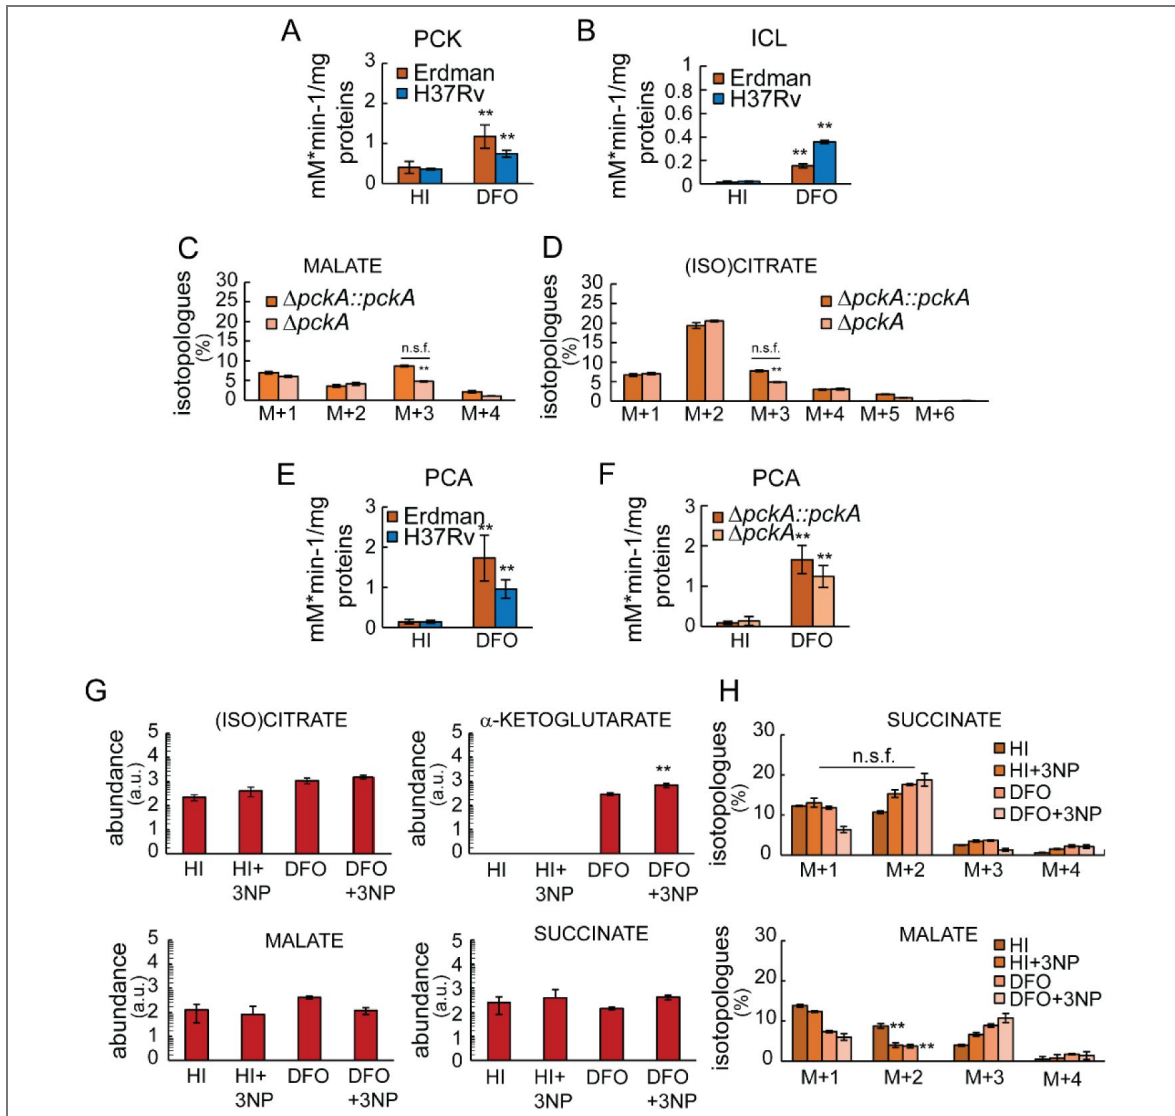 A
PCK
mM*min-1/mg
proteins
3
2
1
0
Erdman
H37Rv
**
**
HI
DFO
B
ICL
mM*min-1/mg
proteins
1
0.8
0.6
0.4
0.2
0
Erdman
H37Rv
**
**
HI
DFO
C
MALATE
isotopologues
(%)
30
25
20
15
10
5
ΔpckA::pckA
ΔpckA
n.s.f.
**
M+1
M+2
M+3
M+4
D
(ISO)CITRATE
isotopologues
(%)
30
25
20
15
10
5
0
ΔpckA::pckA
ΔpckA
n.s.f.
**
M+1
M+2
M+3
M+4
M+5
M+6
E
PCA
mM*min-1/mg
proteins
3
2
1
0
Erdman
H37Rv
**
**
HI
DFO
F
PCA
mM*min-1/mg
proteins
3
2
1
0
ΔpckA::pckA
ΔpckA
**
**
HI
DFO
G
(ISO)CITRATE
abundance
(a.u.)
5
4
3
2
1
0
HI
HI+
3NP
DFO
DFO
+3NP
α-KETOGLUTARATE
abundance
(a.u.)
5
4
3
2
1
0
**
HI
HI+
3NP
DFO
DFO
+3NP
MALATE
abundance
(a.u.)
5
4
3
2
1
0
HI
HI+
3NP
DFO
DFO
+3NP
SUCCINATE
abundance
(a.u.)
5
4
3
2
1
0
HI
HI+
3NP
DFO
DFO
+3NP
H
SUCCINATE
isotopologues
(%)
30
20
10
0
n.s.f.
HI
HI+3NP
DFO
DFO+3NP
M+1
M+2
M+3
M+4
MALATE
isotopologues
(%)
30
20
10
0
HI
HI+3NP
DFO
DFO+3NP
**
**
M+1
M+2
M+3
M+4